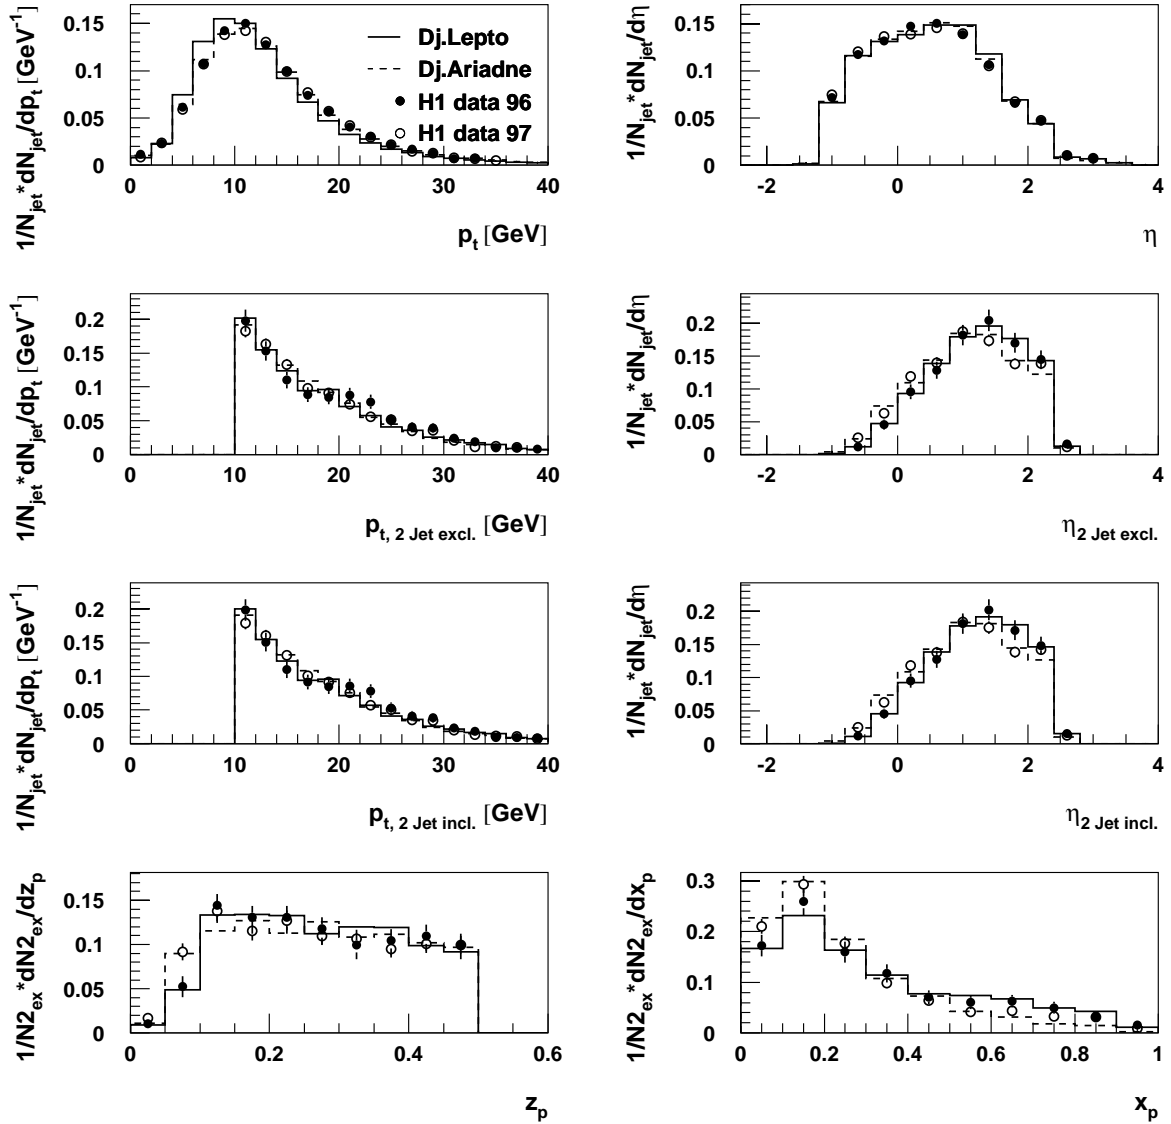 1/N_jet*dN_jet/dp_t [GeV^-1]
0.15
0.1
0.05
0
Dj.Lepto
Dj.Ariadne
H1 data 96
H1 data 97
0 10 20 30 40
p_t [GeV]
1/N_jet*dN_jet/dη
0.15
0.1
0.05
0
-2 0 2 4
η
1/N_jet*dN_jet/dp_t [GeV^-1]
0.2
0.15
0.1
0.05
0
0 10 20 30 40
p_t, 2 Jet excl. [GeV]
1/N_jet*dN_jet/dη
0.2
0.15
0.1
0.05
0
-2 0 2 4
η_2 Jet excl.
1/N_jet*dN_jet/dp_t [GeV^-1]
0.2
0.15
0.1
0.05
0
0 10 20 30 40
p_t, 2 Jet incl. [GeV]
1/N_jet*dN_jet/dη
0.2
0.15
0.1
0.05
0
-2 0 2 4
η_2 Jet incl.
1/N2_ex*dN2_ex/dz_p
0.15
0.1
0.05
0
0 0.2 0.4 0.6
z_p
1/N2_ex*dN2_ex/dx_p
0.3
0.2
0.1
0
0 0.2 0.4 0.6 0.8 1
x_p